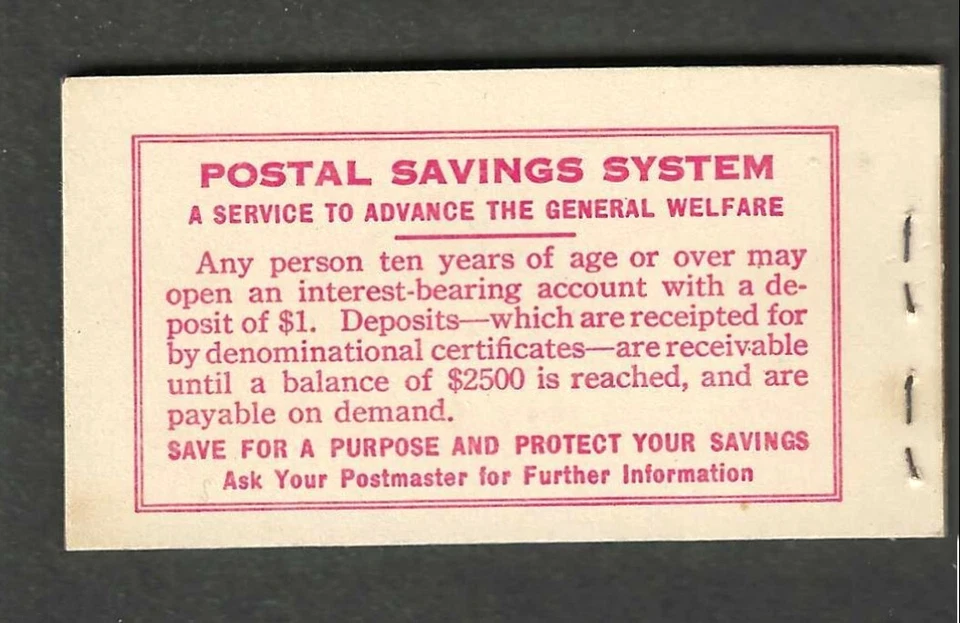 POSTAL SAVINGS SYSTEM
A SERVICE TO ADVANCE THE GENERAL WELFARE
Any person ten years of age or over may
open an interest-bearing account with a de-
posit of $1. Deposits—which are receipted for
by denominational certificates—are receivable
until a balance of $2500 is reached, and are
payable on demand.
SAVE FOR A PURPOSE AND PROTECT YOUR SAVINGS
Ask Your Postmaster for Further Information